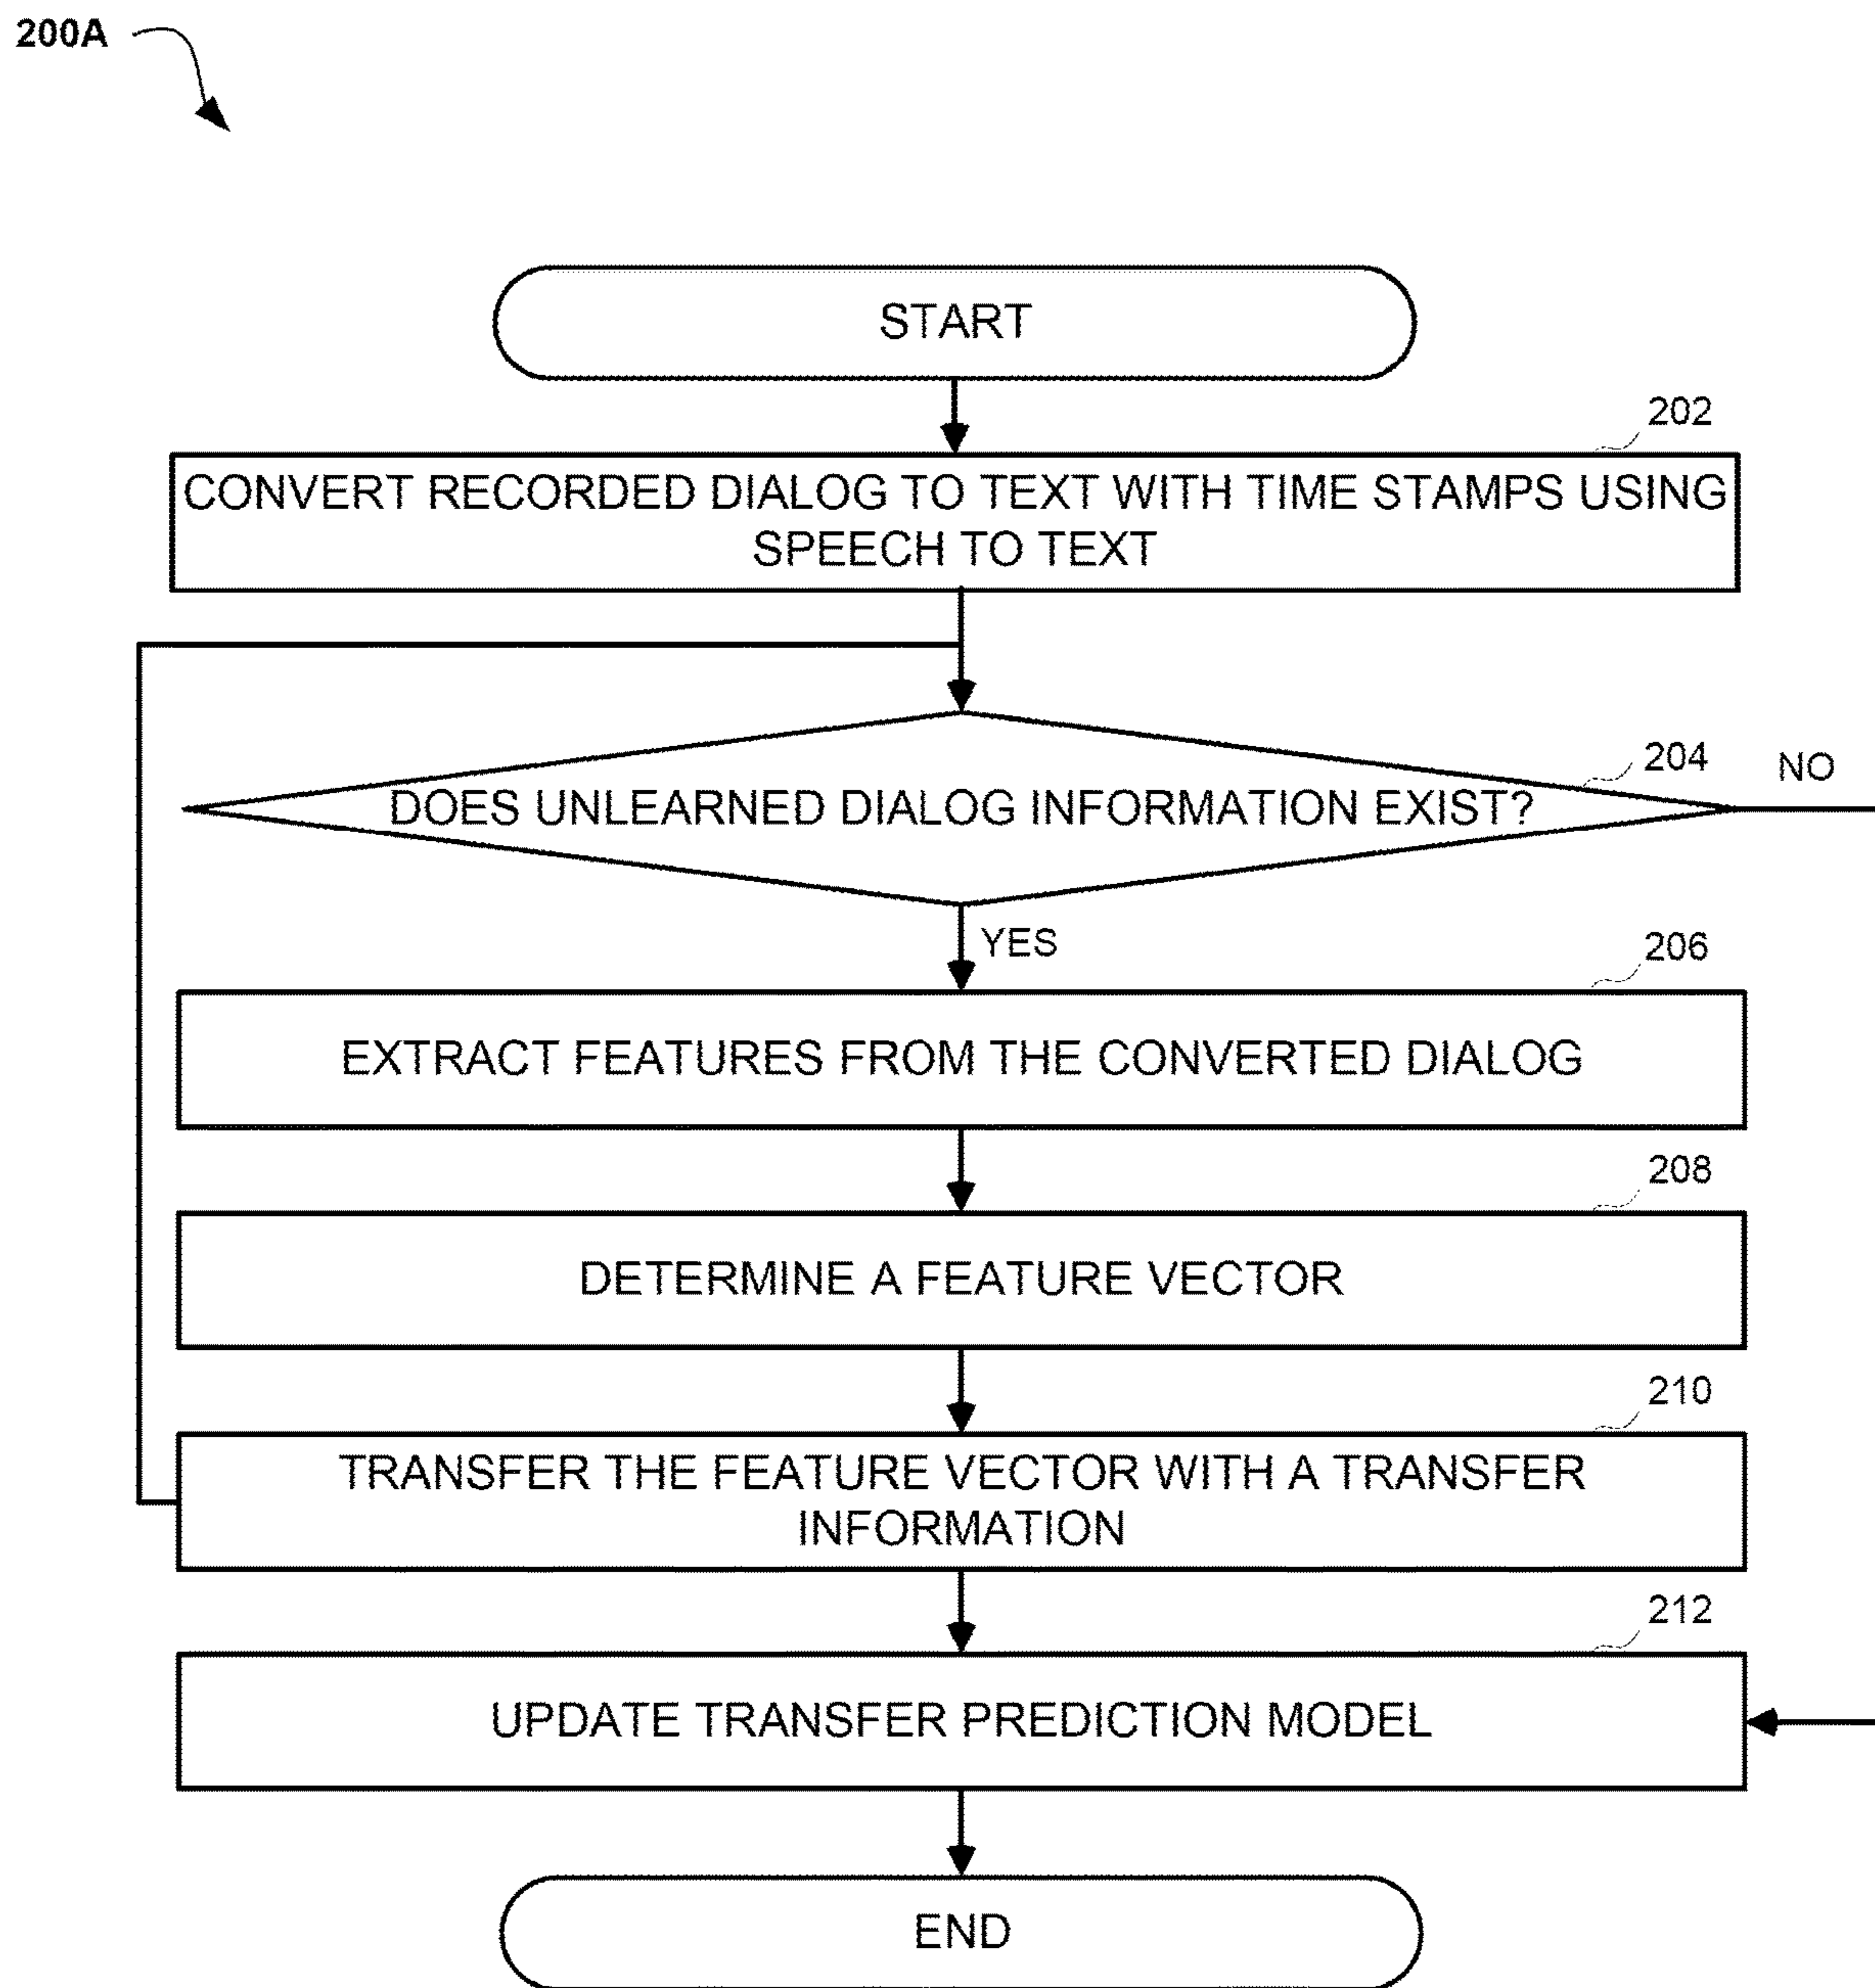 200A
START
202
CONVERT RECORDED DIALOG TO TEXT WITH TIME STAMPS USING
SPEECH TO TEXT
204
NO
DOES UNLEARNED DIALOG INFORMATION EXIST?
YES
206
EXTRACT FEATURES FROM THE CONVERTED DIALOG
208
DETERMINE A FEATURE VECTOR
210
TRANSFER THE FEATURE VECTOR WITH A TRANSFER
INFORMATION
212
UPDATE TRANSFER PREDICTION MODEL
END